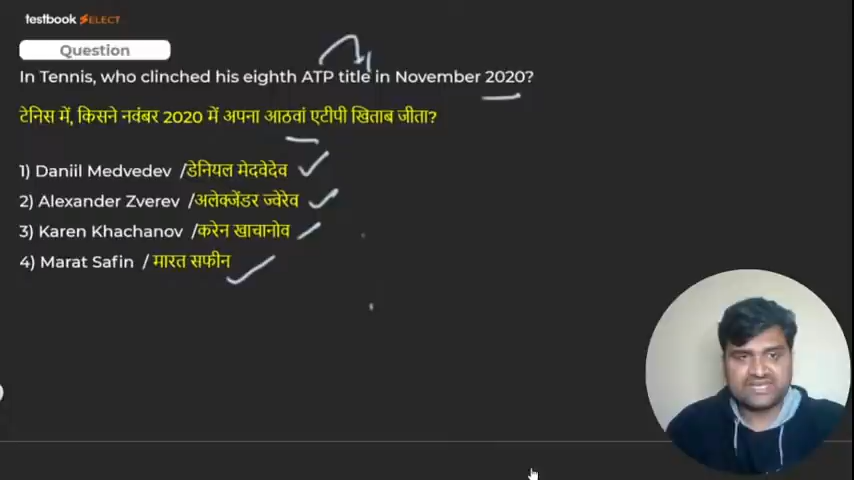 testbook SELECT
Question
In Tennis, who clinched his eighth ATP title in November 2020?
टेनिस में, किसने नवंबर 2020 में अपना आठवां एटीपी खिताब जीता?
1) Daniil Medvedev /डेनियल मेदवेदेव
2) Alexander Zverev /अलेक्जेंडर ज्वेरेव
3) Karen Khachanov /करेन खाचानोव
4) Marat Safin / मारत सफीन